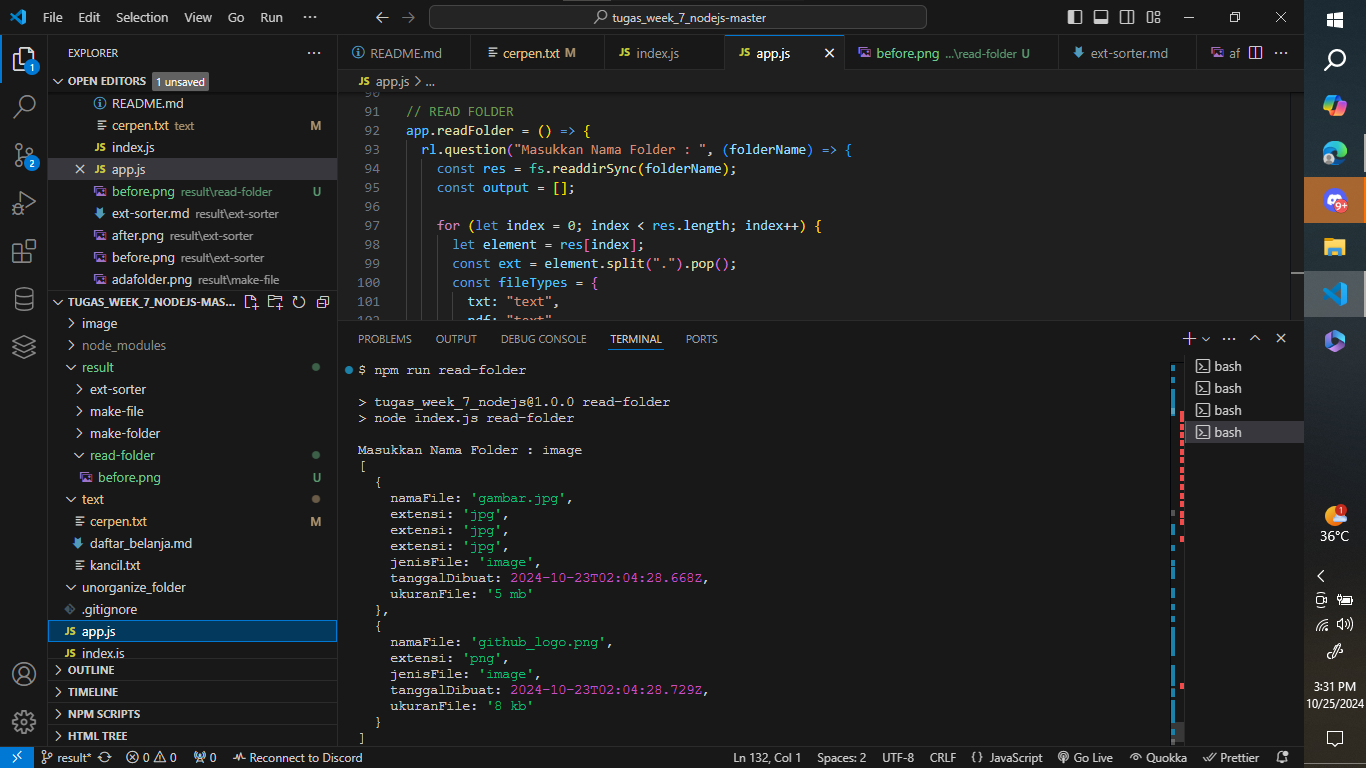 File Edit Selection View Go Run ··· tugas_week_7_nodejs-master
EXPLORER ···
OPEN EDITORS 1 unsaved
README.md
cerpen.txt text M
index.js
app.js
before.png result\read-folder U
ext-sorter.md result\ext-sorter
after.png result\ext-sorter
before.png result\ext-sorter
adafolder.png result\make-file
TUGAS_WEEK_7_NODEJS-MAS...
image
node_modules
result
ext-sorter
make-file
make-folder
read-folder
before.png U
text
cerpen.txt M
daftar_belanja.md
kancil.txt
unorganize_folder
.gitignore
JS app.js
JS index.js
OUTLINE
TIMELINE
NPM SCRIPTS
HTML TREE
README.md cerpen.txt M JS index.js JS app.js before.png ...\read-folder U ext-sorter.md af ···
JS app.js > ...
90
91 // READ FOLDER
92 app.readFolder = () => {
93 rl.question("Masukkan Nama Folder : ", (folderName) => {
94 const res = fs.readdirSync(folderName);
95 const output = [];
96
97 for (let index = 0; index < res.length; index++) {
98 let element = res[index];
99 const ext = element.split(".").pop();
100 const fileTypes = {
101 txt: "text",
102 pdf: "text"
PROBLEMS OUTPUT DEBUG CONSOLE TERMINAL PORTS
$ npm run read-folder
> tugas_week_7_nodejs@1.0.0 read-folder
> node index.js read-folder
Masukkan Nama Folder : image
[
{
namaFile: 'gambar.jpg',
extensi: 'jpg',
extensi: 'jpg',
extensi: 'jpg',
jenisFile: 'image',
tanggalDibuat: 2024-10-23T02:04:28.668Z,
ukuranFile: '5 mb'
},
{
namaFile: 'github_logo.png',
extensi: 'png',
jenisFile: 'image',
tanggalDibuat: 2024-10-23T02:04:28.729Z,
ukuranFile: '8 kb'
}
]
bash
bash
bash
bash
result* 0 0 0 Reconnect to Discord Ln 132, Col 1 Spaces: 2 UTF-8 CRLF {} JavaScript Go Live Quokka Prettier
1
2
9+
1
36°C
3:31 PM
10/25/2024